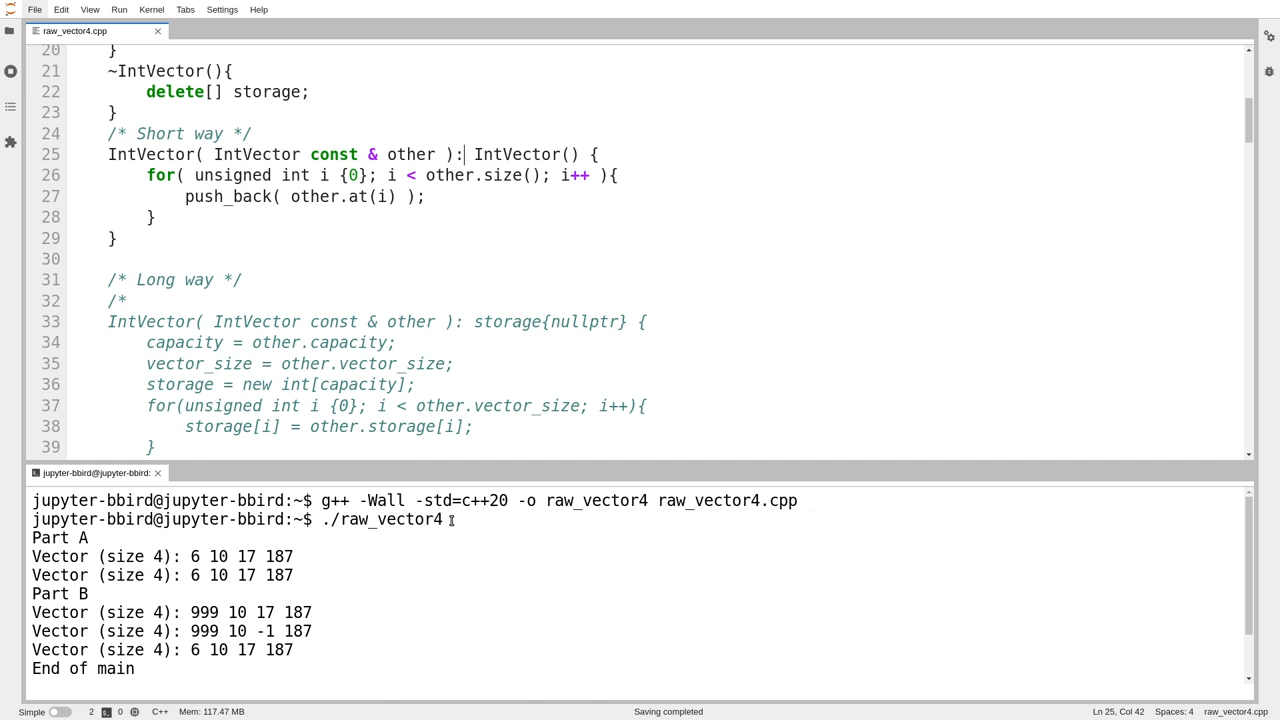 File Edit View Run Kernel Tabs Settings Help
raw_vector4.cpp
20 }
21 ~IntVector(){
22 delete[] storage;
23 }
24 /* Short way */
25 IntVector( IntVector const & other ): IntVector() {
26 for( unsigned int i {0}; i < other.size(); i++ ){
27 push_back( other.at(i) );
28 }
29 }
30
31 /* Long way */
32 /*
33 IntVector( IntVector const & other ): storage{nullptr} {
34 capacity = other.capacity;
35 vector_size = other.vector_size;
36 storage = new int[capacity];
37 for(unsigned int i {0}; i < other.vector_size; i++){
38 storage[i] = other.storage[i];
39 }
jupyter-bbird@jupyter-bbird:
jupyter-bbird@jupyter-bbird:~$ g++ -Wall -std=c++20 -o raw_vector4 raw_vector4.cpp
jupyter-bbird@jupyter-bbird:~$ ./raw_vector4
Part A
Vector (size 4): 6 10 17 187
Vector (size 4): 6 10 17 187
Part B
Vector (size 4): 999 10 17 187
Vector (size 4): 999 10 -1 187
Vector (size 4): 6 10 17 187
End of main
Simple 2 0 C++ Mem: 117.47 MB Saving completed Ln 25, Col 42 Spaces: 4 raw_vector4.cpp